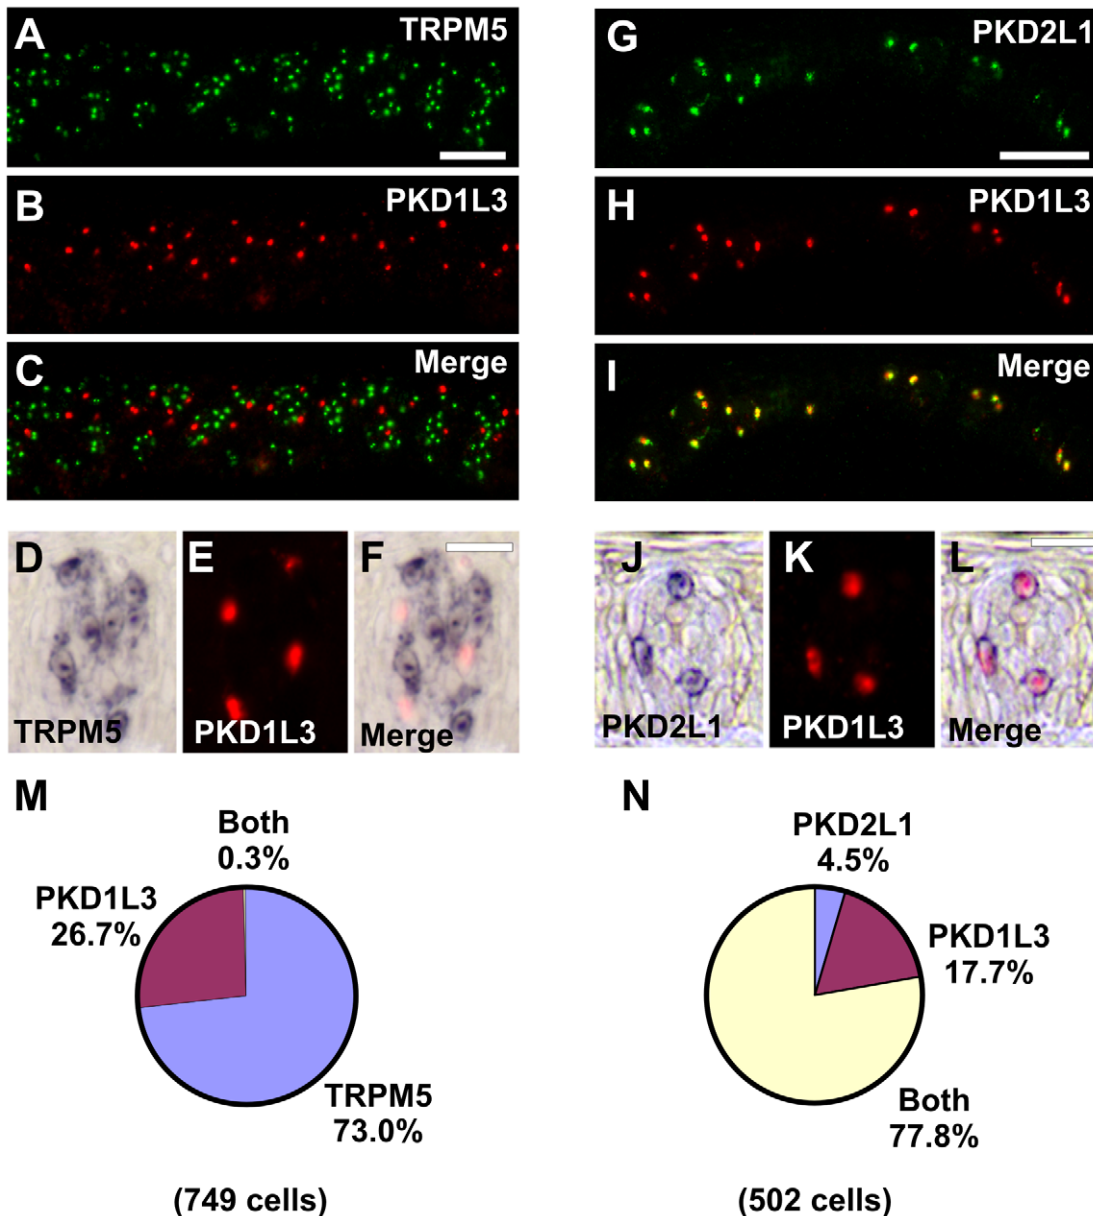 A
TRPM5
B
PKD1L3
C
Merge
D
TRPM5
E
PKD1L3
F
Merge
G
PKD2L1
H
PKD1L3
I
Merge
J
PKD2L1
K
PKD1L3
L
Merge
M
Both
0.3%
PKD1L3
26.7%
TRPM5
73.0%
(749 cells)
N
PKD2L1
4.5%
PKD1L3
17.7%
Both
77.8%
(502 cells)